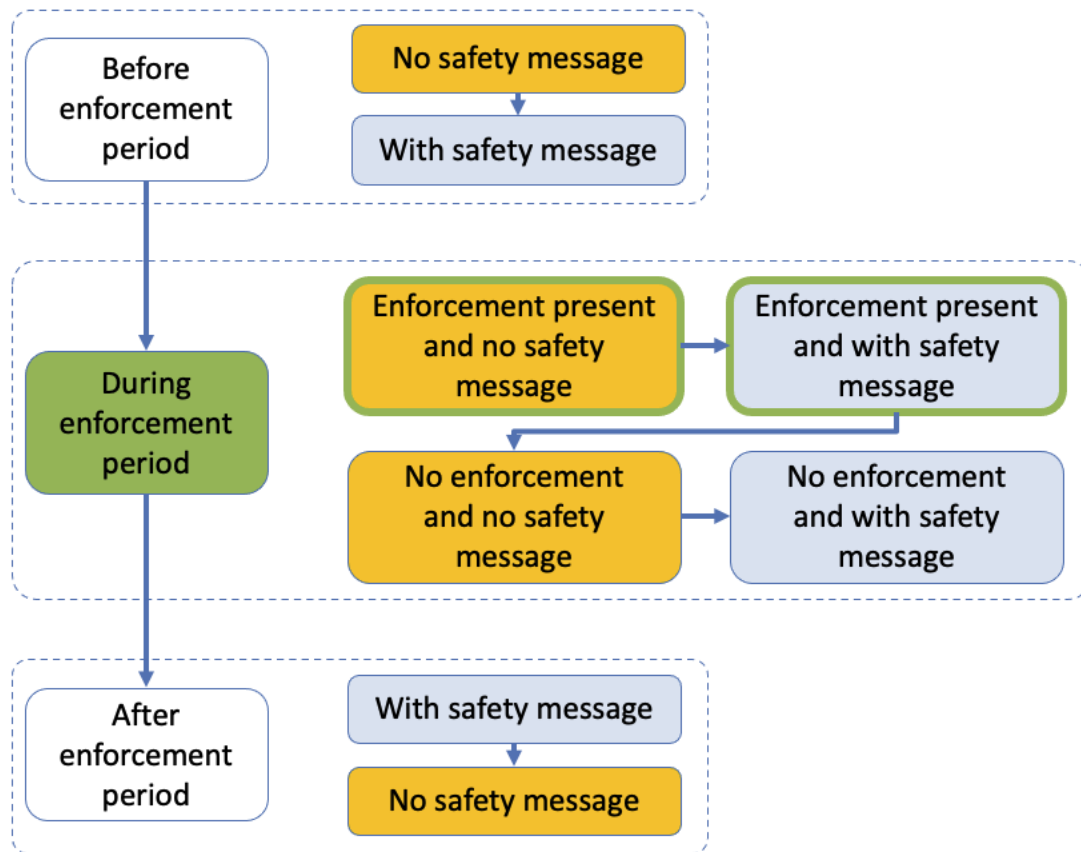 Before
enforcement
period
No safety message
With safety message
During
enforcement
period
Enforcement present
and no safety
message
Enforcement present
and with safety
message
No enforcement
and no safety
message
No enforcement
and with safety
message
After
enforcement
period
With safety message
No safety message